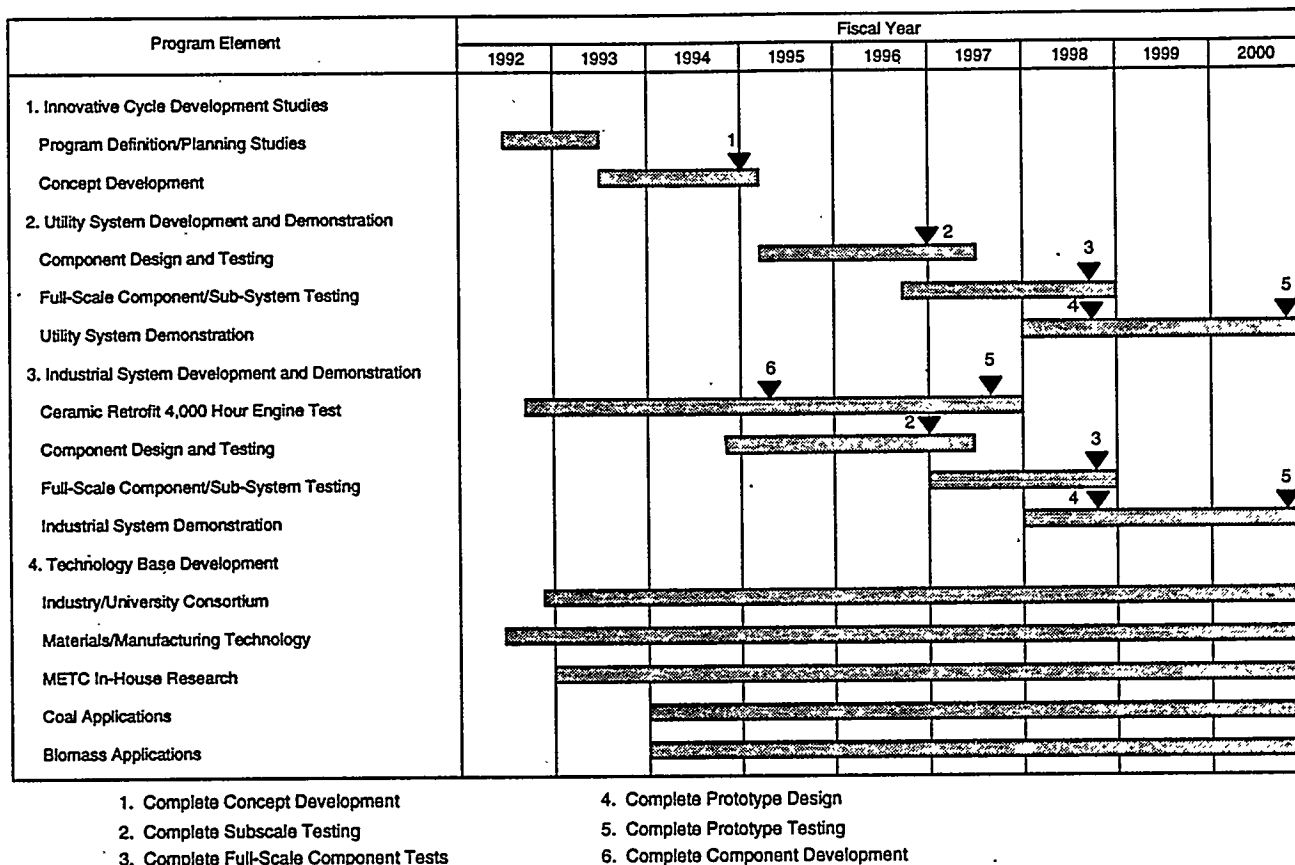 Program Element
Fiscal Year
1992 1993 1994 1995 1996 1997 1998 1999 2000
1. Innovative Cycle Development Studies
Program Definition/Planning Studies
1
Concept Development
2. Utility System Development and Demonstration
2
Component Design and Testing
3
Full-Scale Component/Sub-System Testing
4 5
Utility System Demonstration
3. Industrial System Development and Demonstration
6 5
Ceramic Retrofit 4,000 Hour Engine Test
2
Component Design and Testing
3
Full-Scale Component/Sub-System Testing
4 5
Industrial System Demonstration
4. Technology Base Development
Industry/University Consortium
Materials/Manufacturing Technology
METC In-House Research
Coal Applications
Biomass Applications
1. Complete Concept Development
2. Complete Subscale Testing
3. Complete Full-Scale Component Tests
4. Complete Prototype Design
5. Complete Prototype Testing
6. Complete Component Development